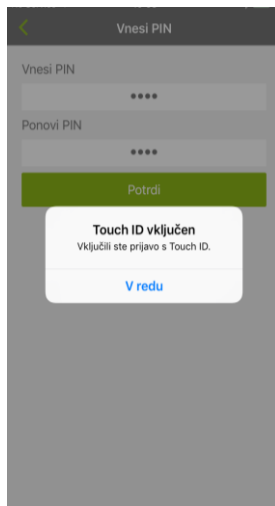 Vnesi PIN
Vnesi PIN
••••
Ponovi PIN
••••
Potrdi
Touch ID vključen
Vključili ste prijavo s Touch ID.
V redu